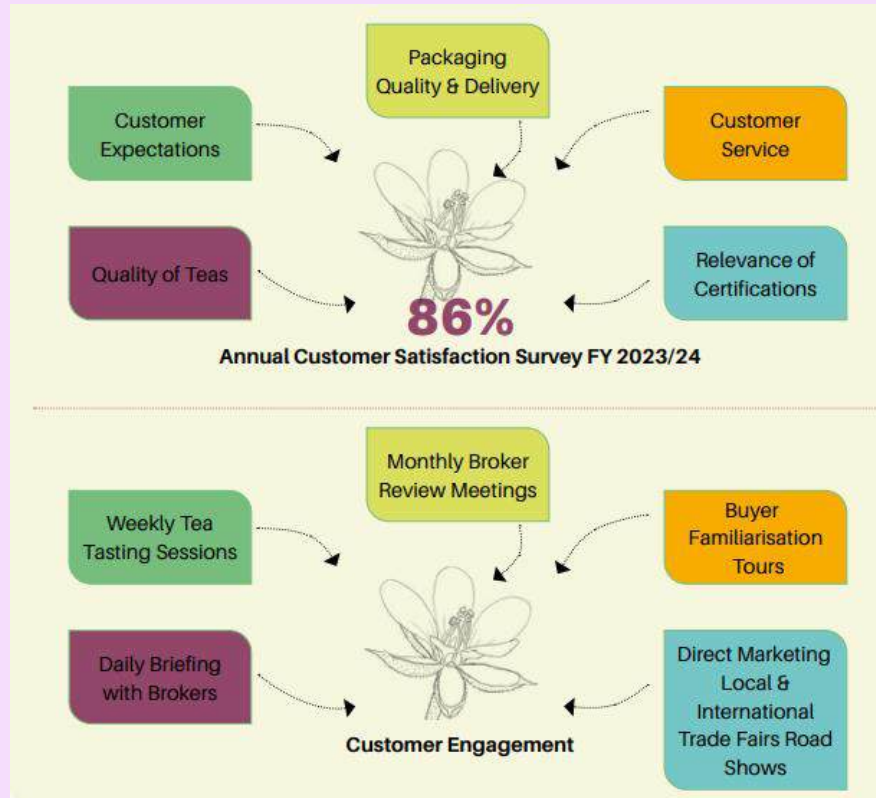 Packaging
Quality & Delivery
Customer
Expectations
Customer
Service
Quality of Teas
Relevance of
Certifications
86%
Annual Customer Satisfaction Survey FY 2023/24
Monthly Broker
Review Meetings
Weekly Tea
Tasting Sessions
Buyer
Familiarisation
Tours
Daily Briefing
with Brokers
Direct Marketing
Local &
International
Trade Fairs Road
Shows
Customer Engagement